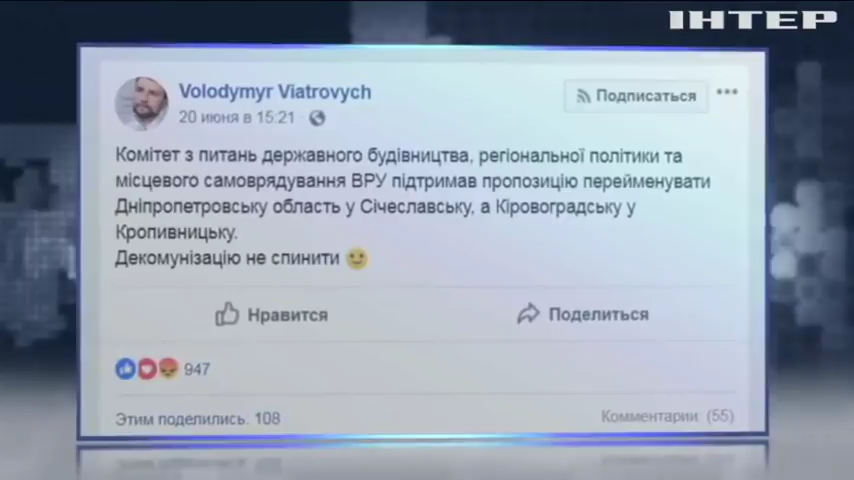 ІНТЕР
Volodymyr Viatrovych
20 июня в 15:21
Подписаться
Комітет з питань державного будівництва, регіональної політики та
місцевого самоврядування ВРУ підтримав пропозицію перейменувати
Дніпропетровську область у Січеславську, а Кіровоградську у
Кропивницьку.
Декомунізацію не спинити
Нравится
Поделиться
947
Этим поделились: 108
Комментарии (55)